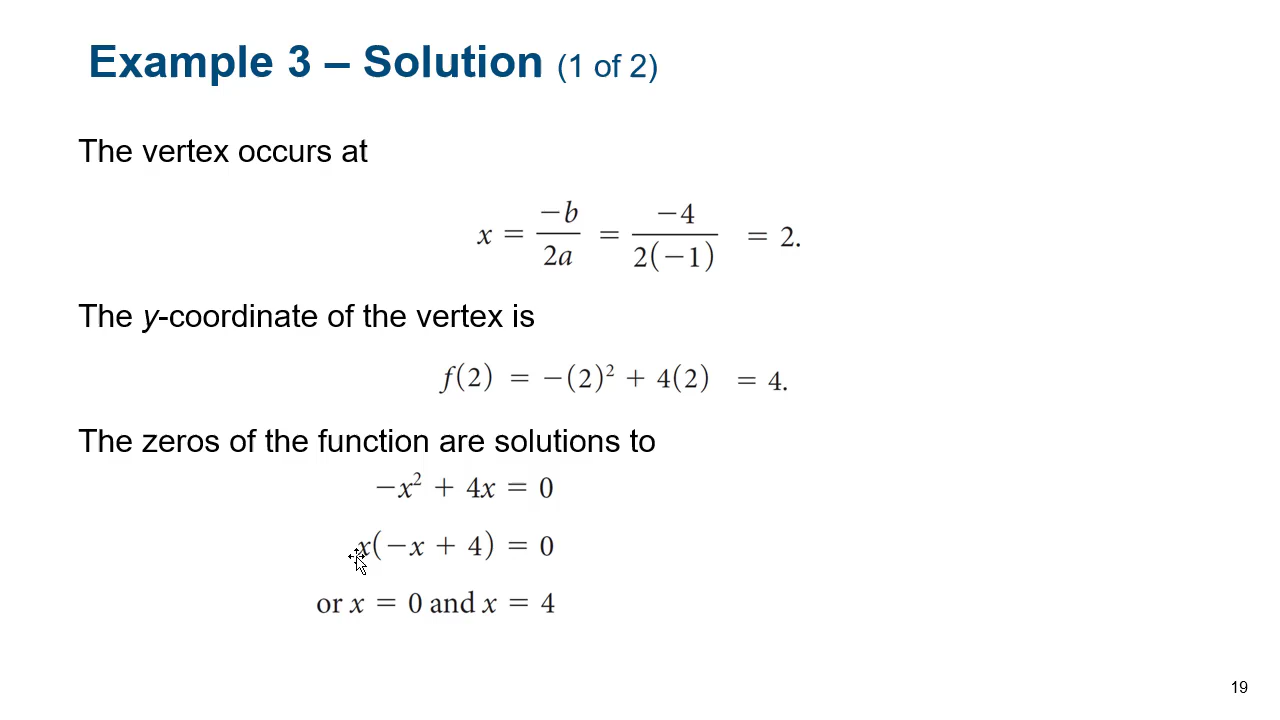 Example 3 – Solution (1 of 2)
The vertex occurs at
x = −b/2a = −4/2(−1) = 2.
The y-coordinate of the vertex is
f(2) = −(2)² + 4(2) = 4.
The zeros of the function are solutions to
−x² + 4x = 0
x(−x + 4) = 0
or x = 0 and x = 4
19